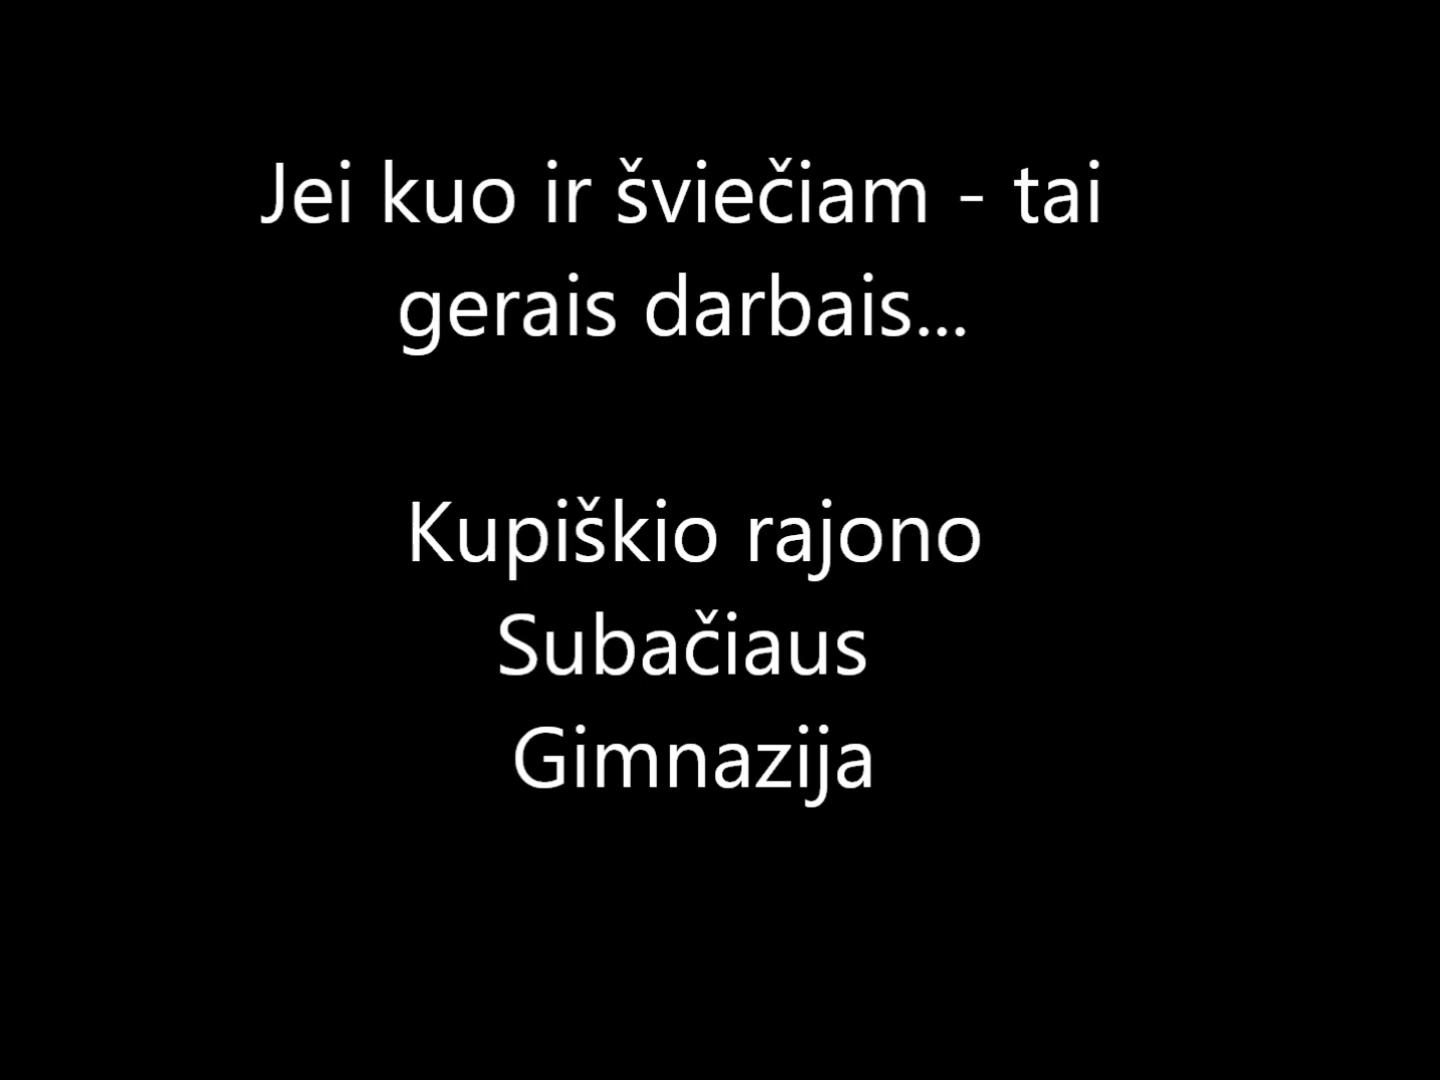 Jei kuo ir šviečiam - tai
gerais darbais...
Kupiškio rajono
Subačiaus
Gimnazija